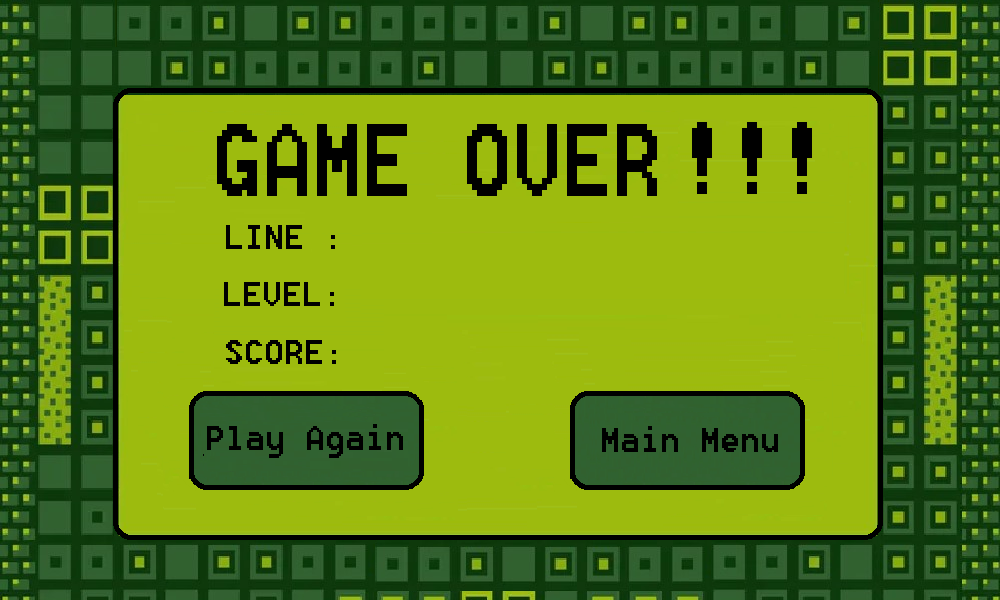 GAME OVER!!!
LINE :
LEVEL:
SCORE:
Play Again
Main Menu